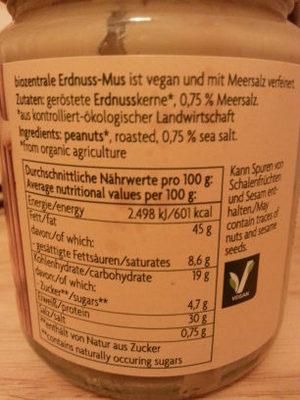 biozentrale Erdnuss-Mus ist vegan und mit Meersalz verfeinert.
Zutaten: geröstete Erdnusskerne*, 0,75 % Meersalz.
*aus kontrolliert-ökologischer Landwirtschaft
Ingredients: peanuts*, roasted, 0,75 % sea salt.
*from organic agriculture
Durchschnittliche Nährwerte pro 100 g:
Average nutritional values per 100 g:
Energie/energy 2.498 kJ/601 kcal
Fett/fat 45 g
davon/of which:
gesättigte Fettsäuren/saturates 8,6 g
Kohlenhydrate/carbohydrate 19 g
davon/of which:
Zucker**/sugars** 4,7 g
Eiweiß/protein 30 g
Salz/salt 0,75 g
**enthält von Natur aus Zucker
**contains naturally occuring sugars
Kann Spuren von
Schalenfrüchten
und Sesam ent-
halten./May
contain traces of
nuts and sesame
seeds.
VEGAN